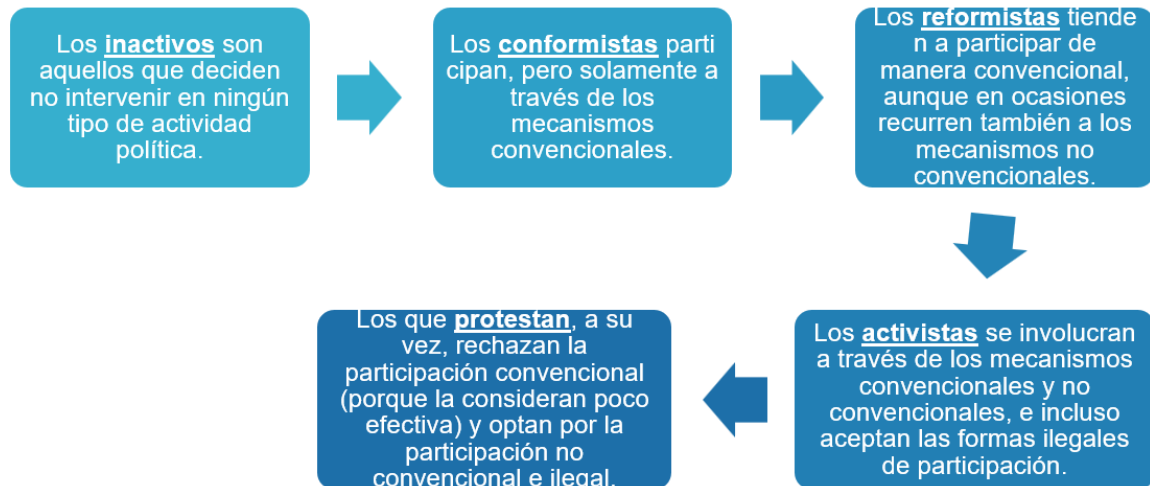 Los inactivos son
aquellos que deciden
no intervenir en ningún
tipo de actividad
política.
Los conformistas parti
cipan, pero solamente a
través de los
mecanismos
convencionales.
Los reformistas tiende
n a participar de
manera convencional,
aunque en ocasiones
recurren también a los
mecanismos no
convencionales.
Los activistas se involucran
a través de los mecanismos
convencionales y no
convencionales, e incluso
aceptan las formas ilegales
de participación.
Los que protestan, a su
vez, rechazan la
participación convencional
(porque la consideran poco
efectiva) y optan por la
participación no
convencional e ilegal.